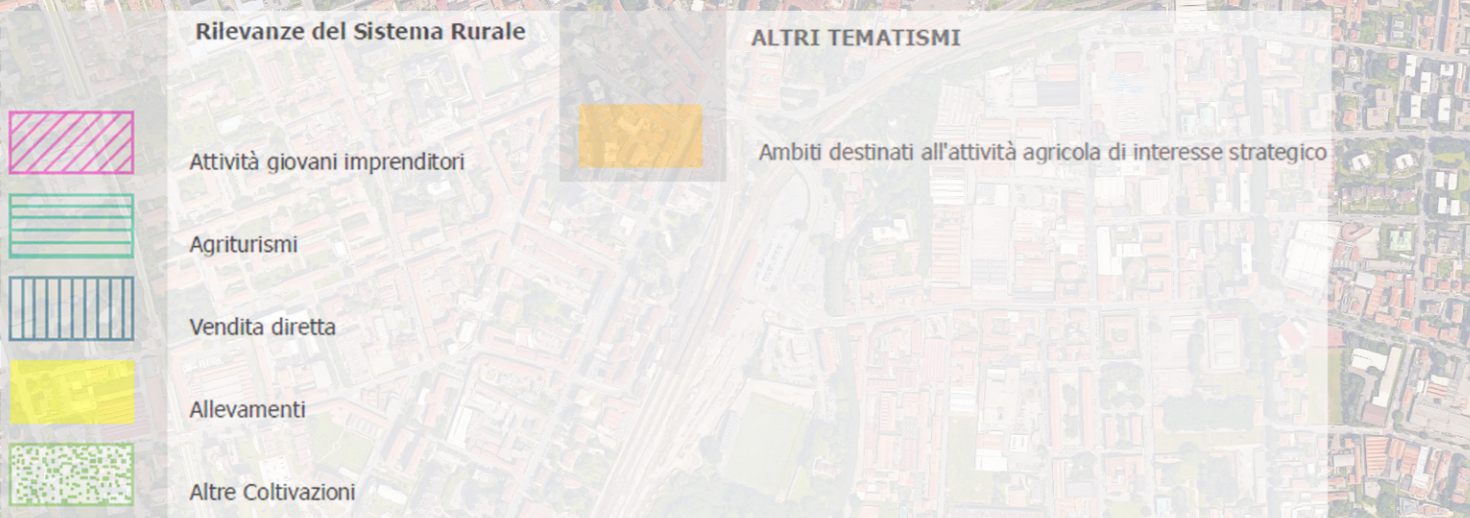 Rilevanze del Sistema Rurale
Attività giovani imprenditori
Agriturismi
Vendita diretta
Allevamenti
Altre Coltivazioni
ALTRI TEMATISMI
Ambiti destinati all'attività agricola di interesse strategico